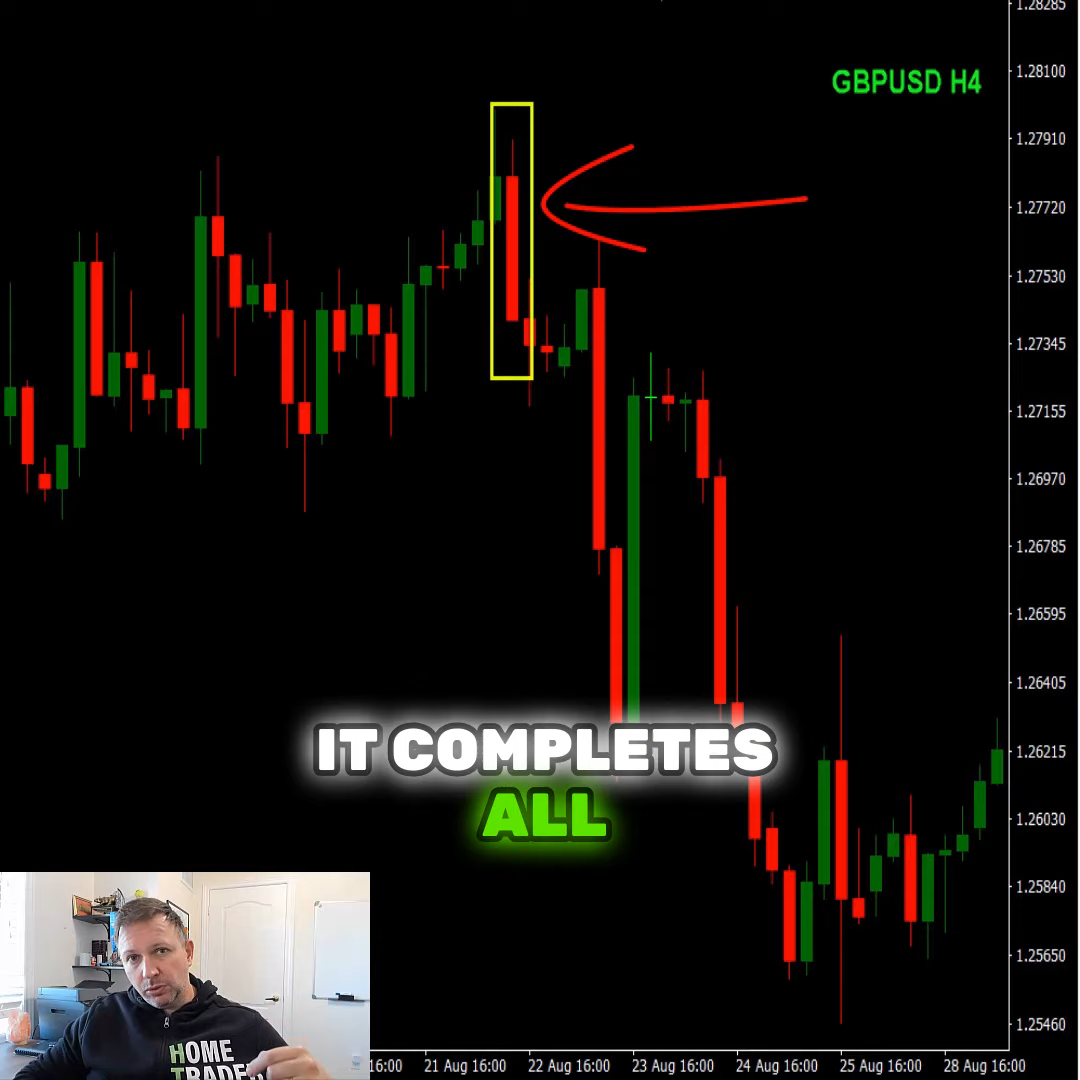 1.28285
1.28100
GBPUSD H4
1.27910
1.27720
1.27530
1.27345
1.27155
1.26970
1.26785
1.26595
1.26405
1.26215
IT COMPLETES
ALL
1.26030
1.25840
1.25650
1.25460
HOME
TRADER
16:00 21 Aug 16:00 22 Aug 16:00 23 Aug 16:00 24 Aug 16:00 25 Aug 16:00 28 Aug 16:00